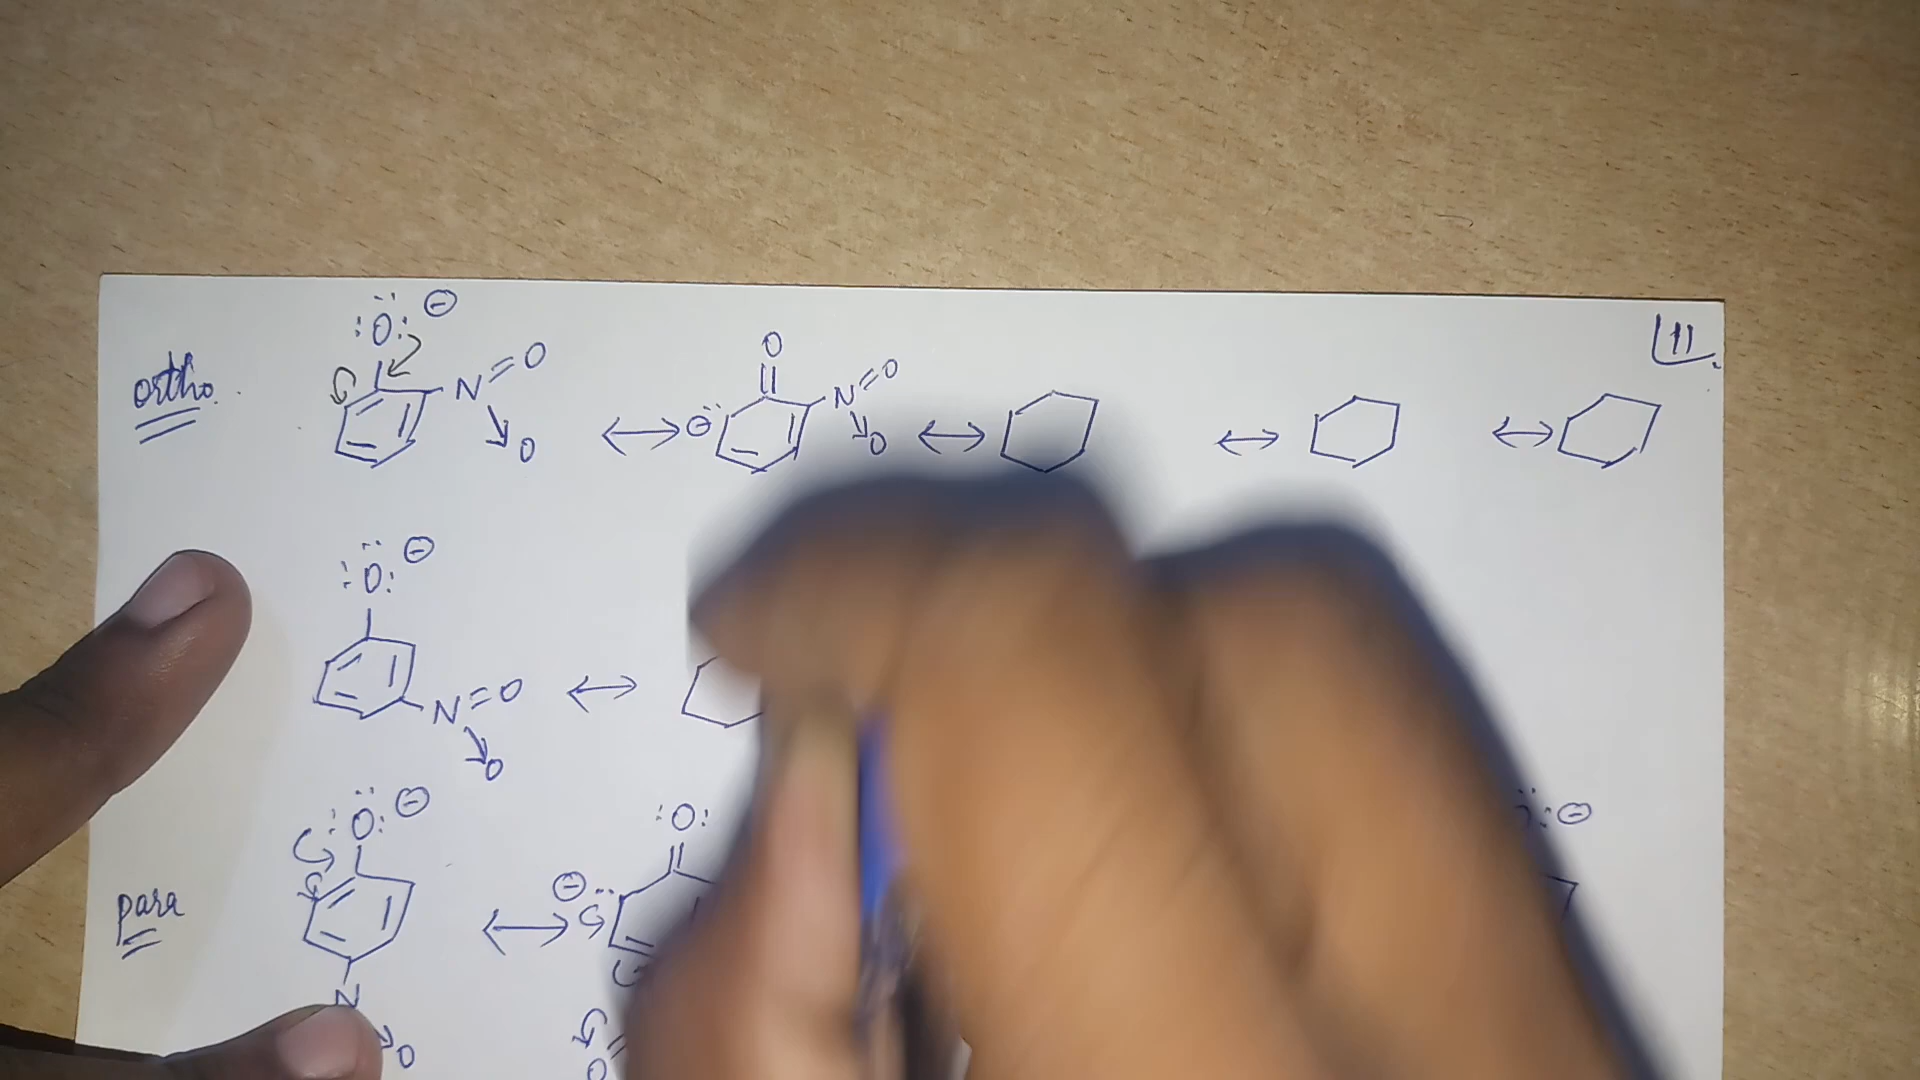 11
:O: ⊖
ortho.
N=O
O
O
⊖
N=O
O
:O: ⊖
N=O
O
:O: ⊖
para
N
O
:O:
⊖
O
: ⊖